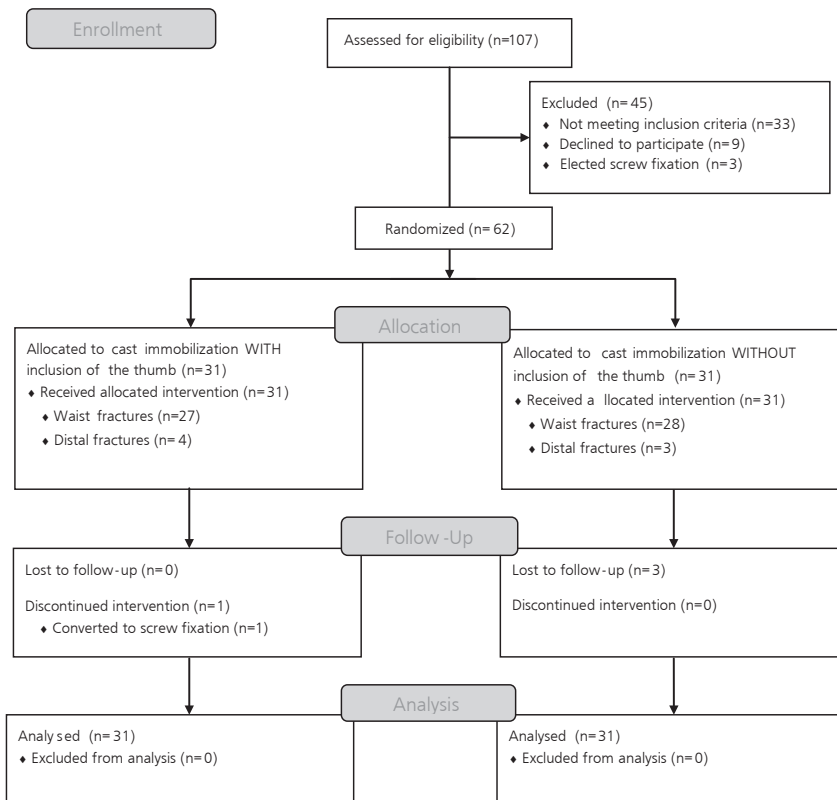 Enrollment
Assessed for eligibility (n=107)
Excluded (n=45)
♦ Not meeting inclusion criteria (n=33)
♦ Declined to participate (n=9)
♦ Elected screw fixation (n=3)
Randomized (n=62)
Allocation
Allocated to cast immobilization WITH
inclusion of the thumb (n=31)
♦ Received allocated intervention (n=31)
♦ Waist fractures (n=27)
♦ Distal fractures (n=4)
Allocated to cast immobilization WITHOUT
inclusion of the thumb (n=31)
♦ Received a llocated intervention (n=31)
♦ Waist fractures (n=28)
♦ Distal fractures (n=3)
Follow-Up
Lost to follow-up (n=0)
Discontinued intervention (n=1)
♦ Converted to screw fixation (n=1)
Lost to follow-up (n=3)
Discontinued intervention (n=0)
Analysis
Analysed (n=31)
♦ Excluded from analysis (n=0)
Analysed (n=31)
♦ Excluded from analysis (n=0)